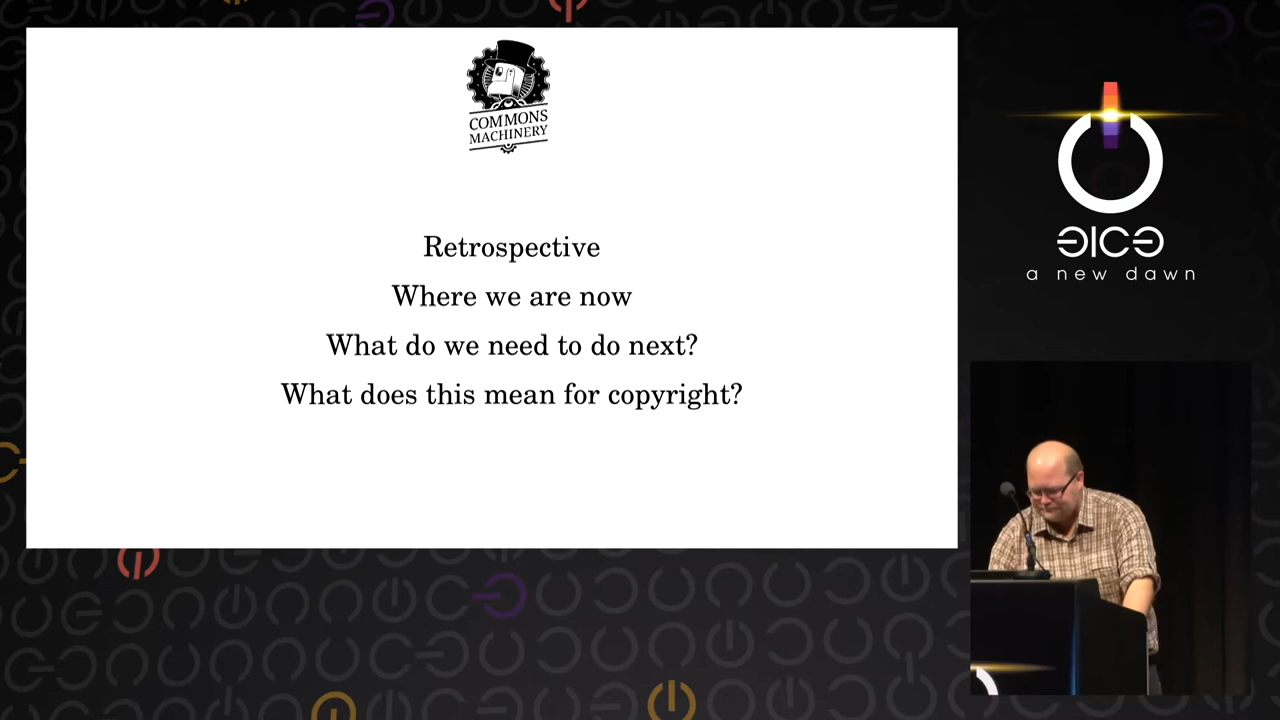 COMMONS
MACHINERY
Retrospective
Where we are now
What do we need to do next?
What does this mean for copyright?
a new dawn